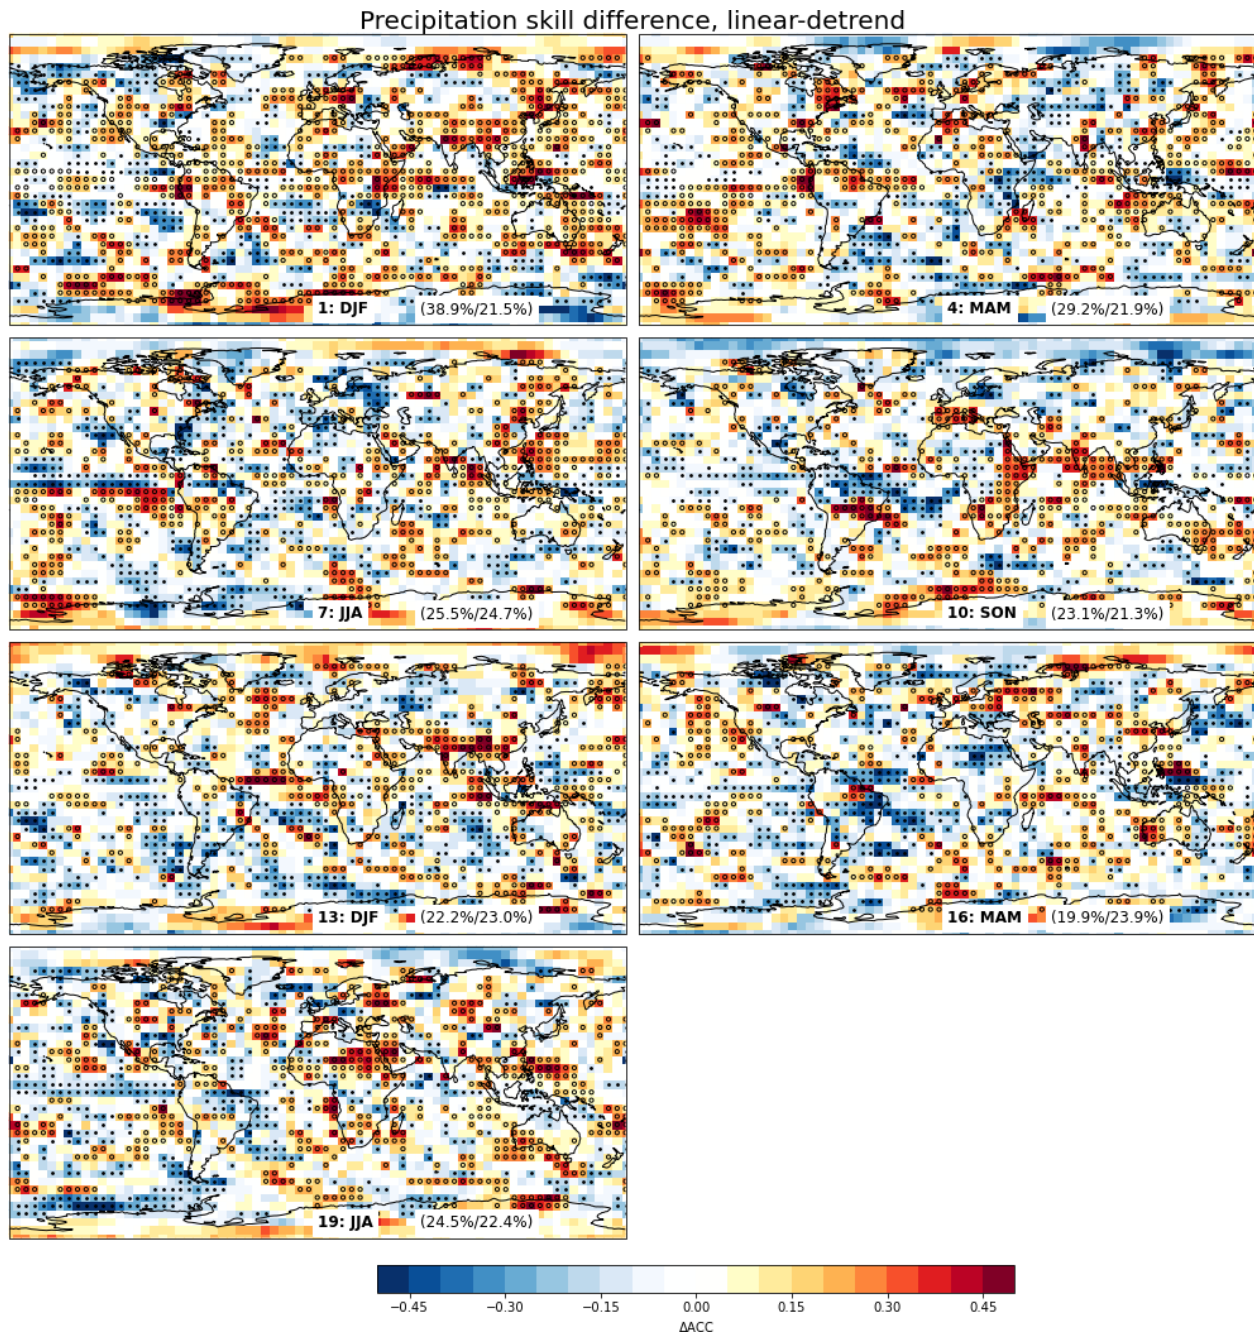 Precipitation skill difference, linear-detrend
1: DJF (38.9%/21.5%)
4: MAM (29.2%/21.9%)
7: JJA (25.5%/24.7%)
10: SON (23.1%/21.3%)
13: DJF (22.2%/23.0%)
16: MAM (19.9%/23.9%)
19: JJA (24.5%/22.4%)
−0.45 −0.30 −0.15 0.00 0.15 0.30 0.45
ΔACC